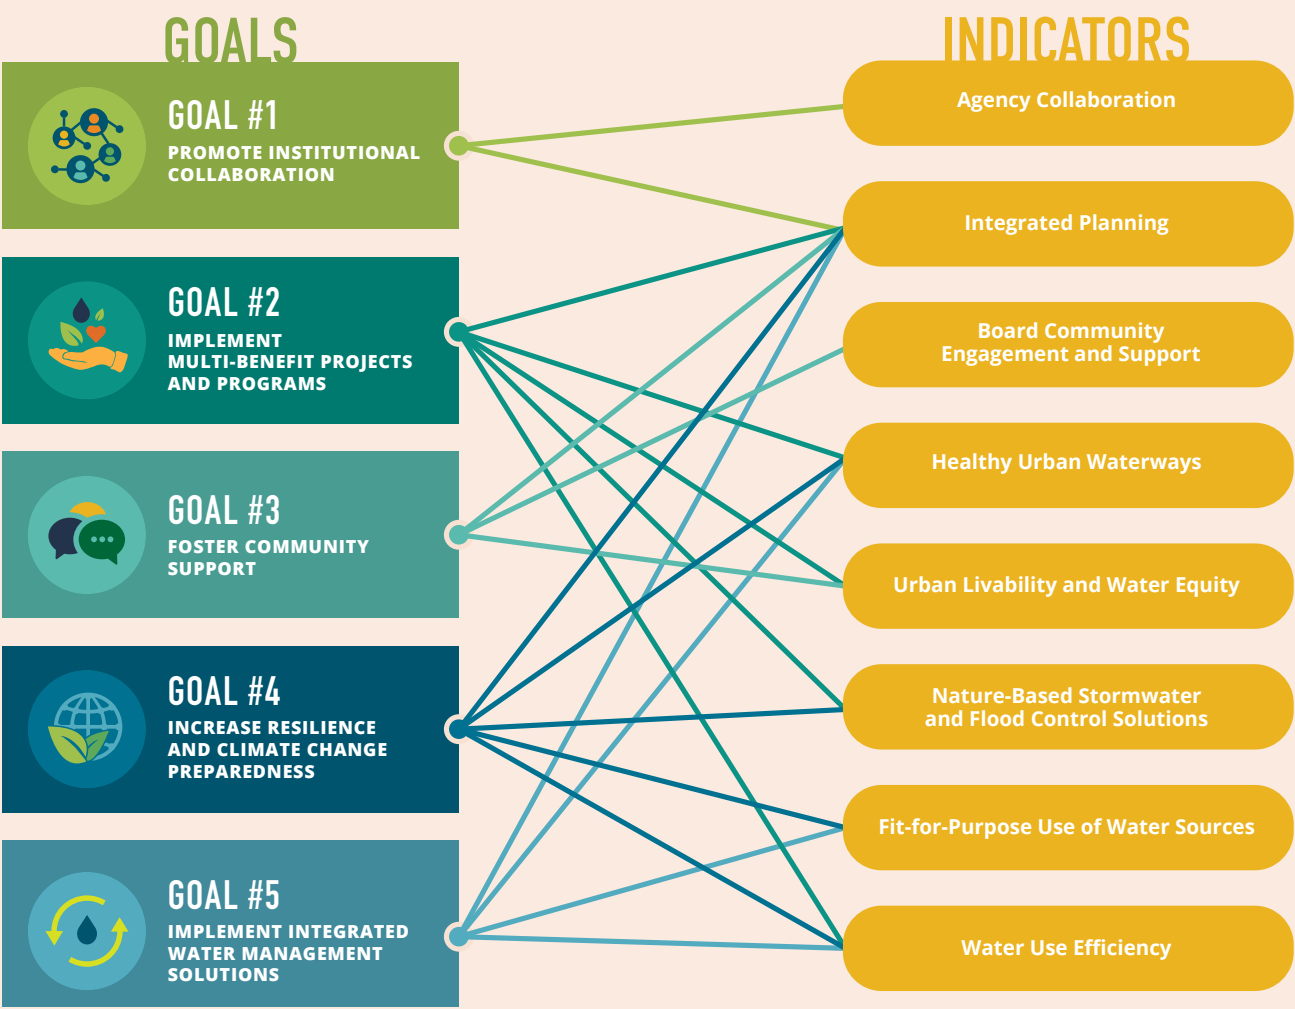 GOALS
GOAL #1
PROMOTE INSTITUTIONAL
COLLABORATION
GOAL #2
IMPLEMENT
MULTI-BENEFIT PROJECTS
AND PROGRAMS
GOAL #3
FOSTER COMMUNITY
SUPPORT
GOAL #4
INCREASE RESILIENCE
AND CLIMATE CHANGE
PREPAREDNESS
GOAL #5
IMPLEMENT INTEGRATED
WATER MANAGEMENT
SOLUTIONS
INDICATORS
Agency Collaboration
Integrated Planning
Board Community
Engagement and Support
Healthy Urban Waterways
Urban Livability and Water Equity
Nature-Based Stormwater
and Flood Control Solutions
Fit-for-Purpose Use of Water Sources
Water Use Efficiency